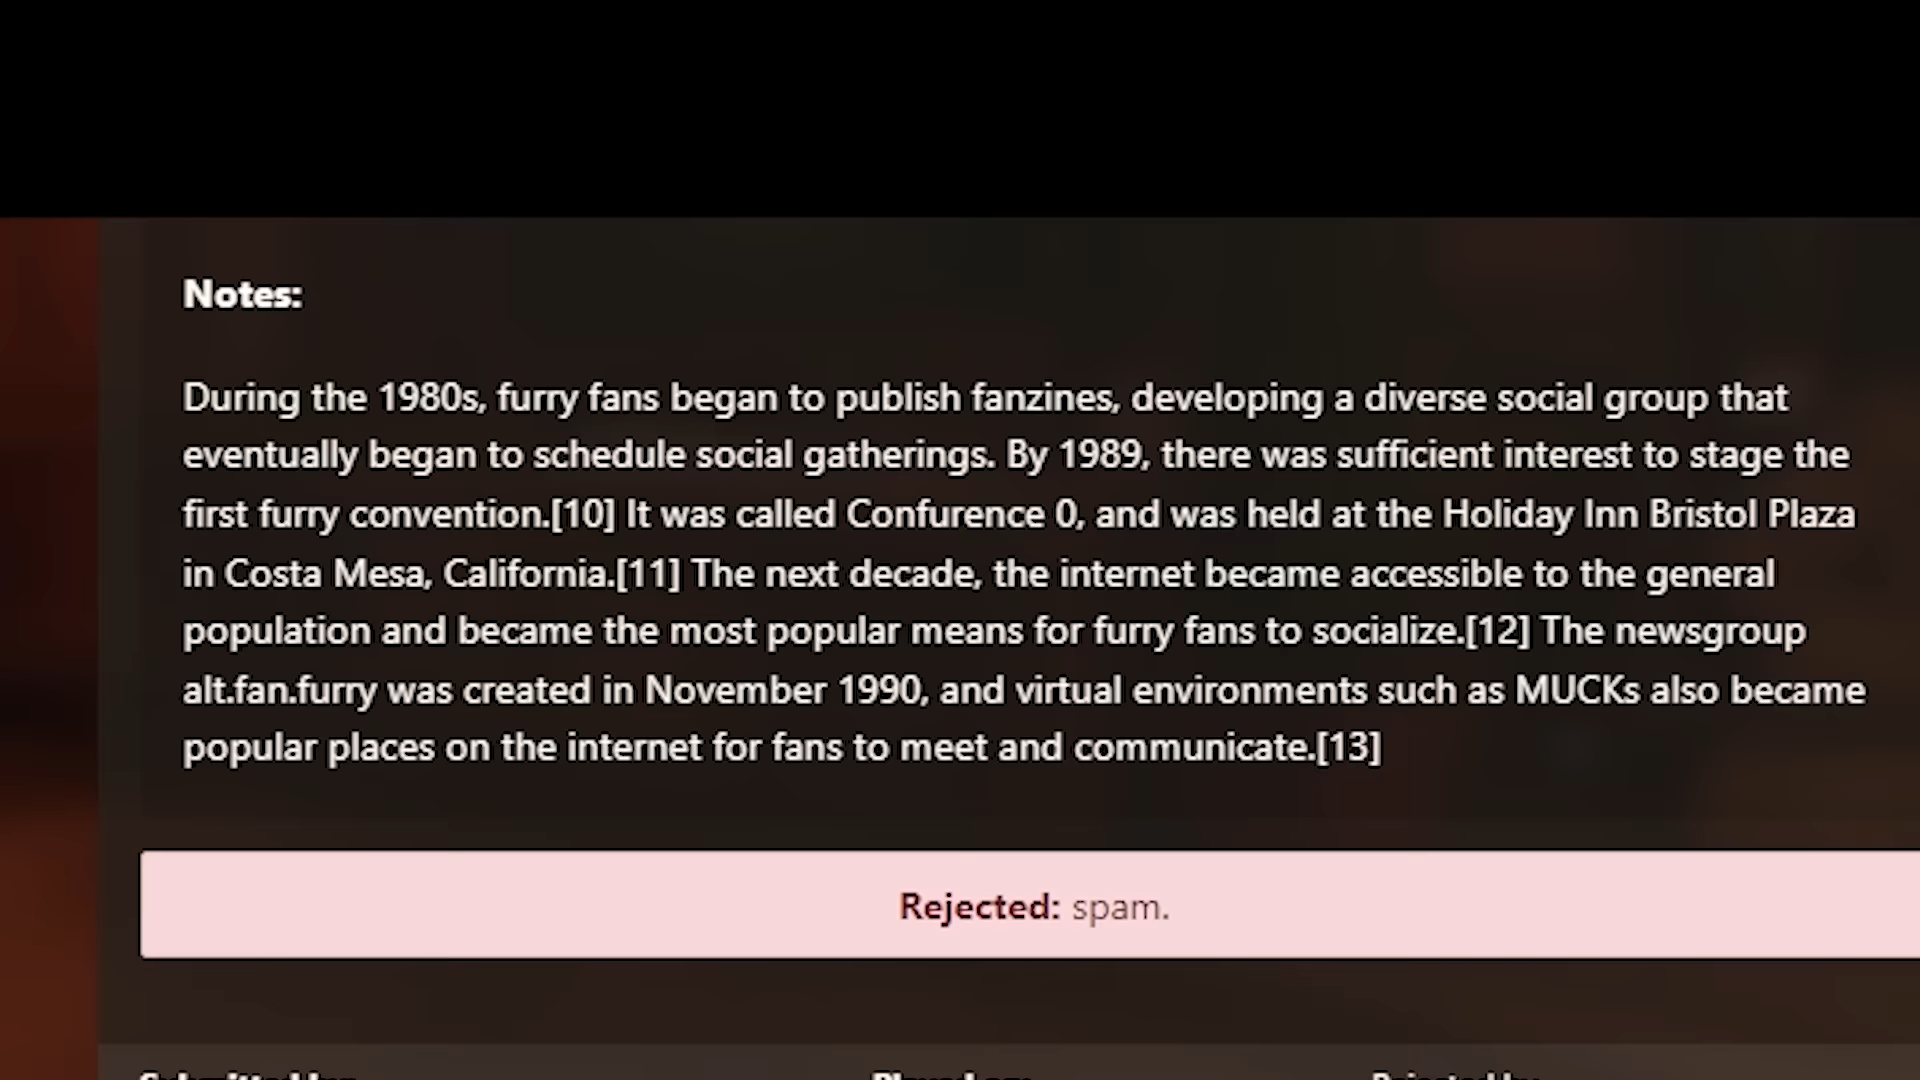 Notes:
During the 1980s, furry fans began to publish fanzines, developing a diverse social group that
eventually began to schedule social gatherings. By 1989, there was sufficient interest to stage the
first furry convention.[10] It was called Confurence 0, and was held at the Holiday Inn Bristol Plaza
in Costa Mesa, California.[11] The next decade, the internet became accessible to the general
population and became the most popular means for furry fans to socialize.[12] The newsgroup
alt.fan.furry was created in November 1990, and virtual environments such as MUCKs also became
popular places on the internet for fans to meet and communicate.[13]
Rejected: spam.